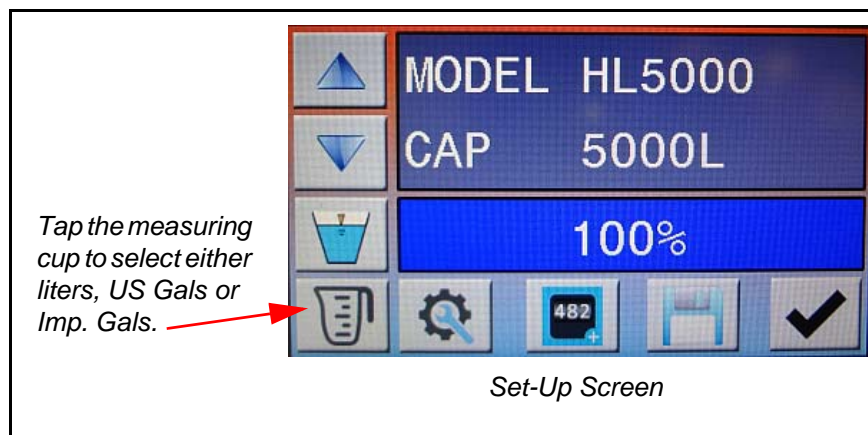 MODEL HL5000
CAP 5000L
100%
Tap the measuring
cup to select either
liters, US Gals or
Imp. Gals.
482
Set-Up Screen